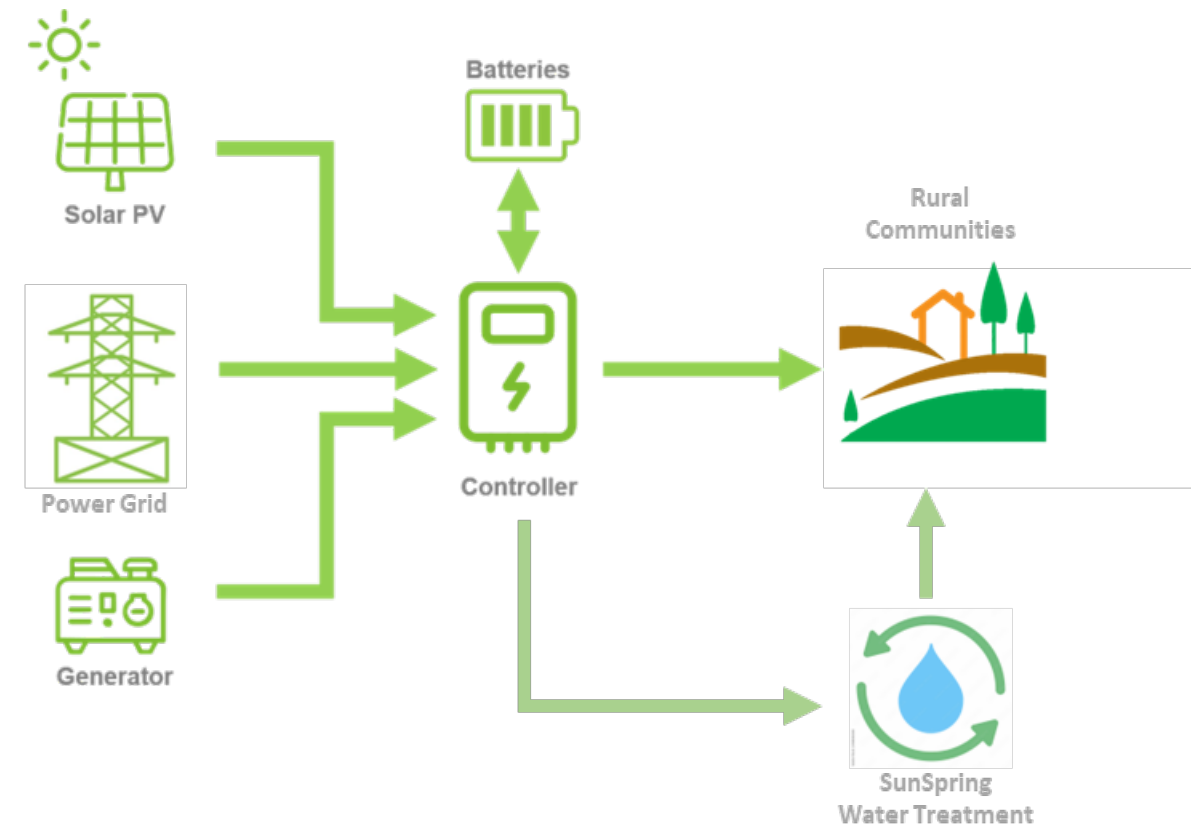 Batteries
Solar PV
Rural
Communities
Power Grid
Controller
Generator
SunSpring
Water Treatment